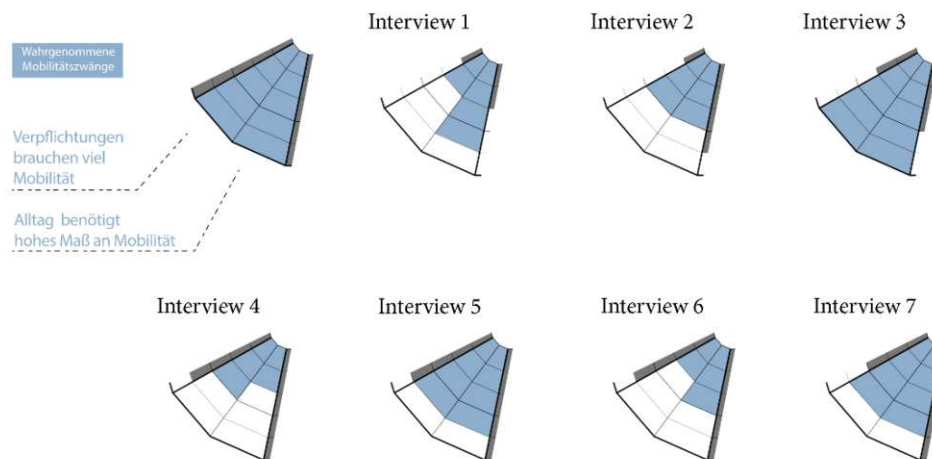 Interview 1
Interview 2
Interview 3
Wahrgenommene
Mobilitätszwänge
Verpflichtungen
brauchen viel
Mobilität
Alltag benötigt
hohes Maß an Mobilität
Interview 4
Interview 5
Interview 6
Interview 7